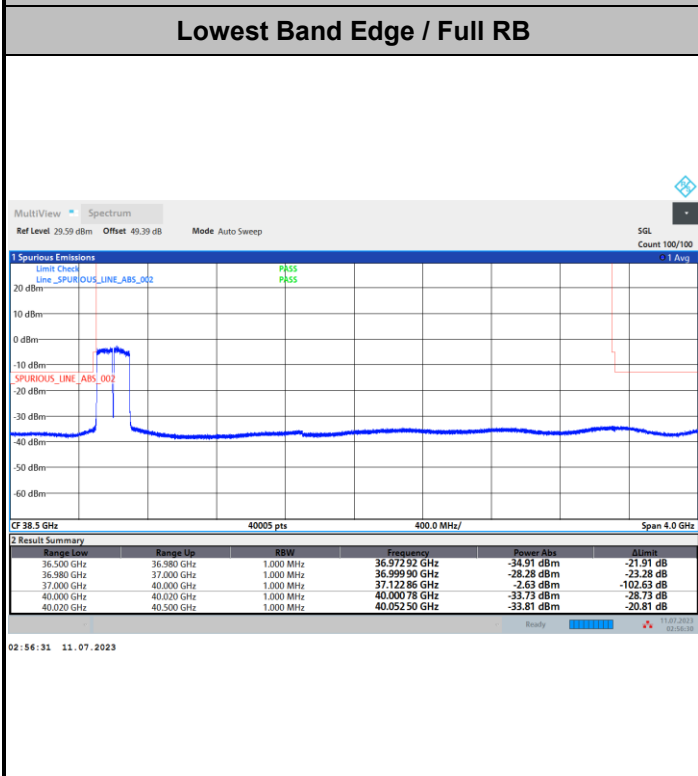 Lowest Band Edge / Full RB
MultiView Spectrum
Ref Level 29.59 dBm Offset 49.39 dB Mode Auto Sweep SGL
Count 100/100
1 Spurious Emissions 1 Avg
Limit Check PASS
Line _SPURIOUS_LINE_ABS_002 PASS
20 dBm
10 dBm
0 dBm
-10 dBm
_SPURIOUS_LINE_ABS_002
-20 dBm
-30 dBm
-40 dBm
-50 dBm
-60 dBm
CF 38.5 GHz 40005 pts 400.0 MHz/ Span 4.0 GHz
2 Result Summary
Range Low Range Up RBW Frequency Power Abs ΔLimit
36.500 GHz 36.980 GHz 1.000 MHz 36.972 92 GHz -34.91 dBm -21.91 dB
36.980 GHz 37.000 GHz 1.000 MHz 36.999 90 GHz -28.28 dBm -23.28 dB
37.000 GHz 40.000 GHz 1.000 MHz 37.122 86 GHz -2.63 dBm -102.63 dB
40.000 GHz 40.020 GHz 1.000 MHz 40.000 78 GHz -33.73 dBm -28.73 dB
40.020 GHz 40.500 GHz 1.000 MHz 40.052 50 GHz -33.81 dBm -20.81 dB
Ready 11.07.2023
02:56:30
02:56:31 11.07.2023